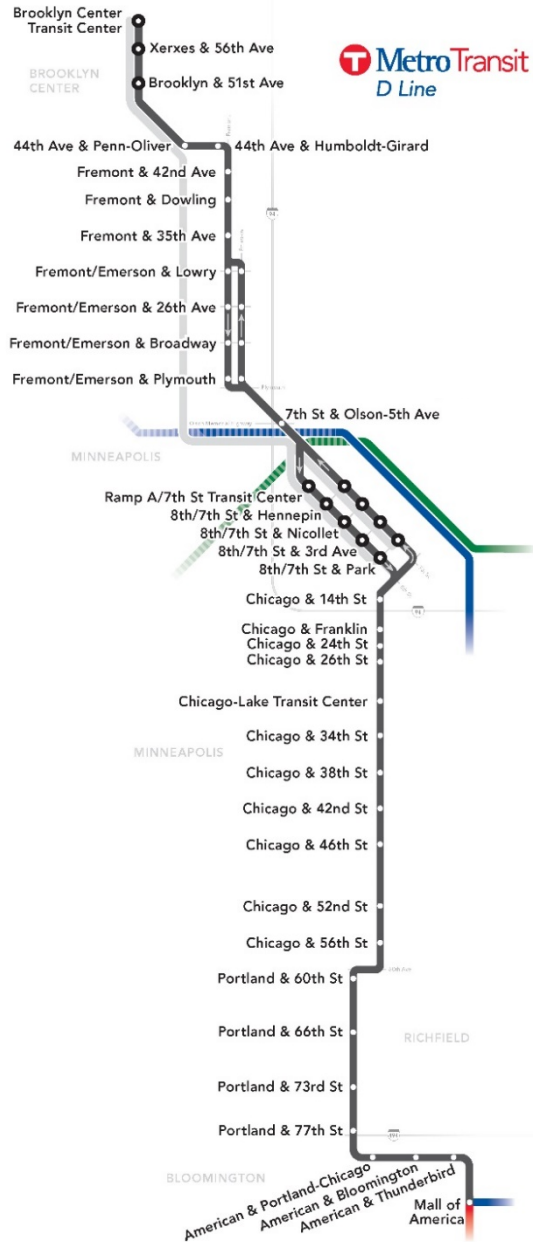 Brooklyn Center
Transit Center
Xerxes & 56th Ave
MetroTransit
D Line
BROOKLYN
CENTER
Brooklyn & 51st Ave
44th Ave & Penn-Oliver
44th Ave & Humboldt-Girard
Fremont & 42nd Ave
Fremont & Dowling
94
Fremont & 35th Ave
Fremont/Emerson & Lowry
Fremont/Emerson & 26th Ave
Fremont/Emerson & Broadway
Fremont/Emerson & Plymouth
7th St & Olson-5th Ave
MINNEAPOLIS
Ramp A/7th St Transit Center
8th/7th St & Hennepin
8th/7th St & Nicollet
8th/7th St & 3rd Ave
8th/7th St & Park
Chicago & 14th St
94
Chicago & Franklin
Chicago & 24th St
Chicago & 26th St
Chicago-Lake Transit Center
Chicago & 34th St
MINNEAPOLIS
Chicago & 38th St
Chicago & 42nd St
Chicago & 46th St
Chicago & 52nd St
Chicago & 56th St
Portland & 60th St
Portland & 66th St
RICHFIELD
Portland & 73rd St
Portland & 77th St
BLOOMINGTON
American & Portland-Chicago
American & Bloomington
American & Thunderbird
Mall of
America